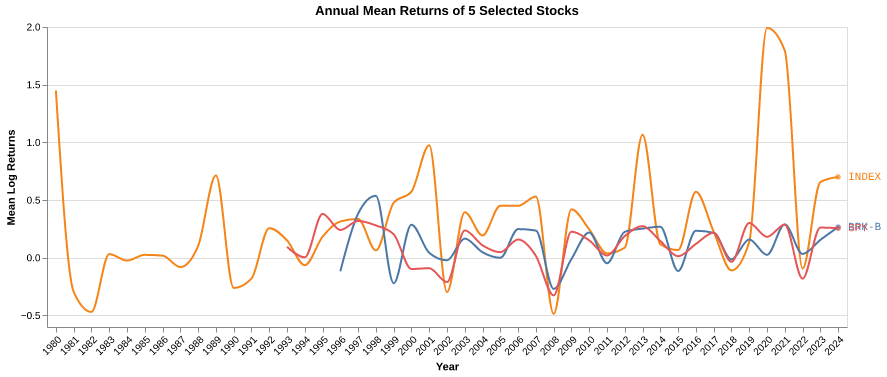 Annual Mean Returns of 5 Selected Stocks
Mean Log Returns
2.0
1.5
1.0
0.5
0.0
−0.5
INDEX
BRK-B
1980 1981 1982 1983 1984 1985 1986 1987 1988 1989 1990 1991 1992 1993 1994 1995 1996 1997 1998 1999 2000 2001 2002 2003 2004 2005 2006 2007 2008 2009 2010 2011 2012 2013 2014 2015 2016 2017 2018 2019 2020 2021 2022 2023 2024
Year